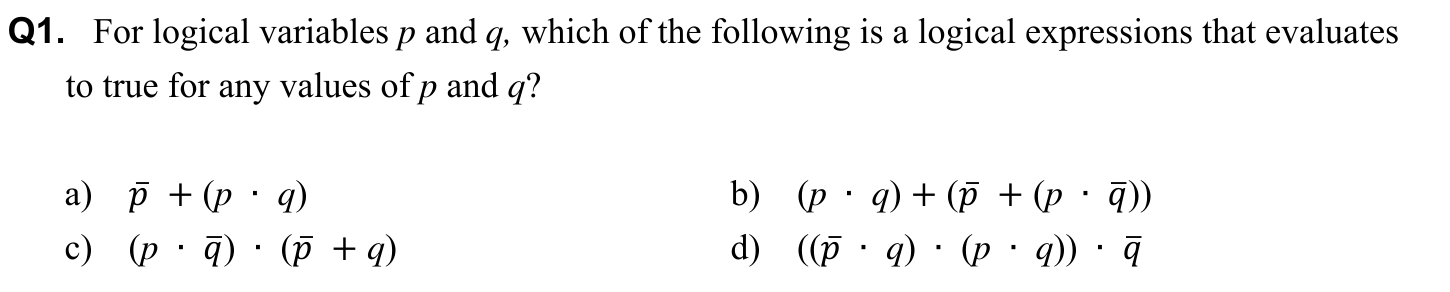 Q1. For logical variables p and q, which of the following is a logical expressions that evaluates
to true for any values of p and q?
a) p̄ + (p · q)
b) (p · q) + (p̄ + (p · q̄))
c) (p · q̄) · (p̄ + q)
d) ((p̄ · q) · (p · q)) · q̄